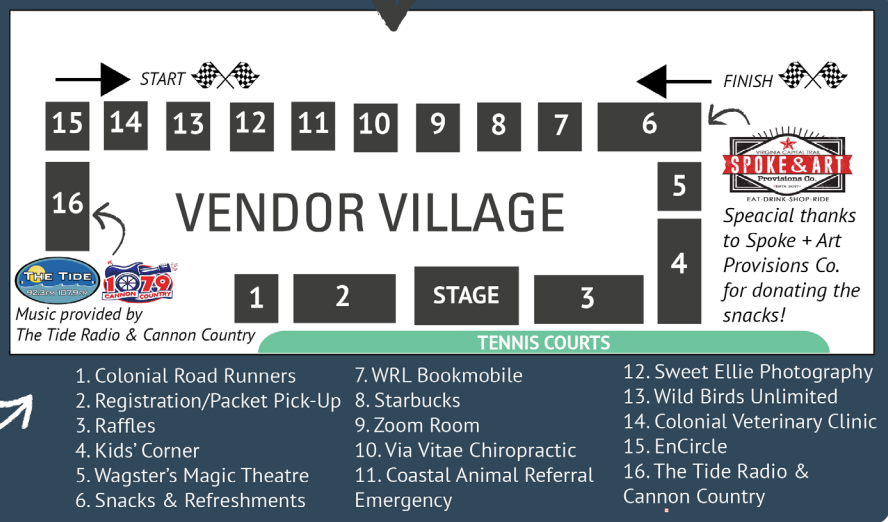 START
FINISH
15 14 13 12 11 10 9 8 7 6
16
VENDOR VILLAGE
5
4
1 2 STAGE 3
TENNIS COURTS
VIRGINIA CAPITAL TRAIL
SPOKE & ART
Provisions Co.
EAT-DRINK-SHOP-RIDE
Speacial thanks
to Spoke + Art
Provisions Co.
for donating the
snacks!
THE TIDE
92.3FM 107.9FM
107.9
CANNON COUNTRY
Music provided by
The Tide Radio & Cannon Country
1. Colonial Road Runners
2. Registration/Packet Pick-Up
3. Raffles
4. Kids' Corner
5. Wagster's Magic Theatre
6. Snacks & Refreshments
7. WRL Bookmobile
8. Starbucks
9. Zoom Room
10. Via Vitae Chiropractic
11. Coastal Animal Referral
Emergency
12. Sweet Ellie Photography
13. Wild Birds Unlimited
14. Colonial Veterinary Clinic
15. EnCircle
16. The Tide Radio &
Cannon Country